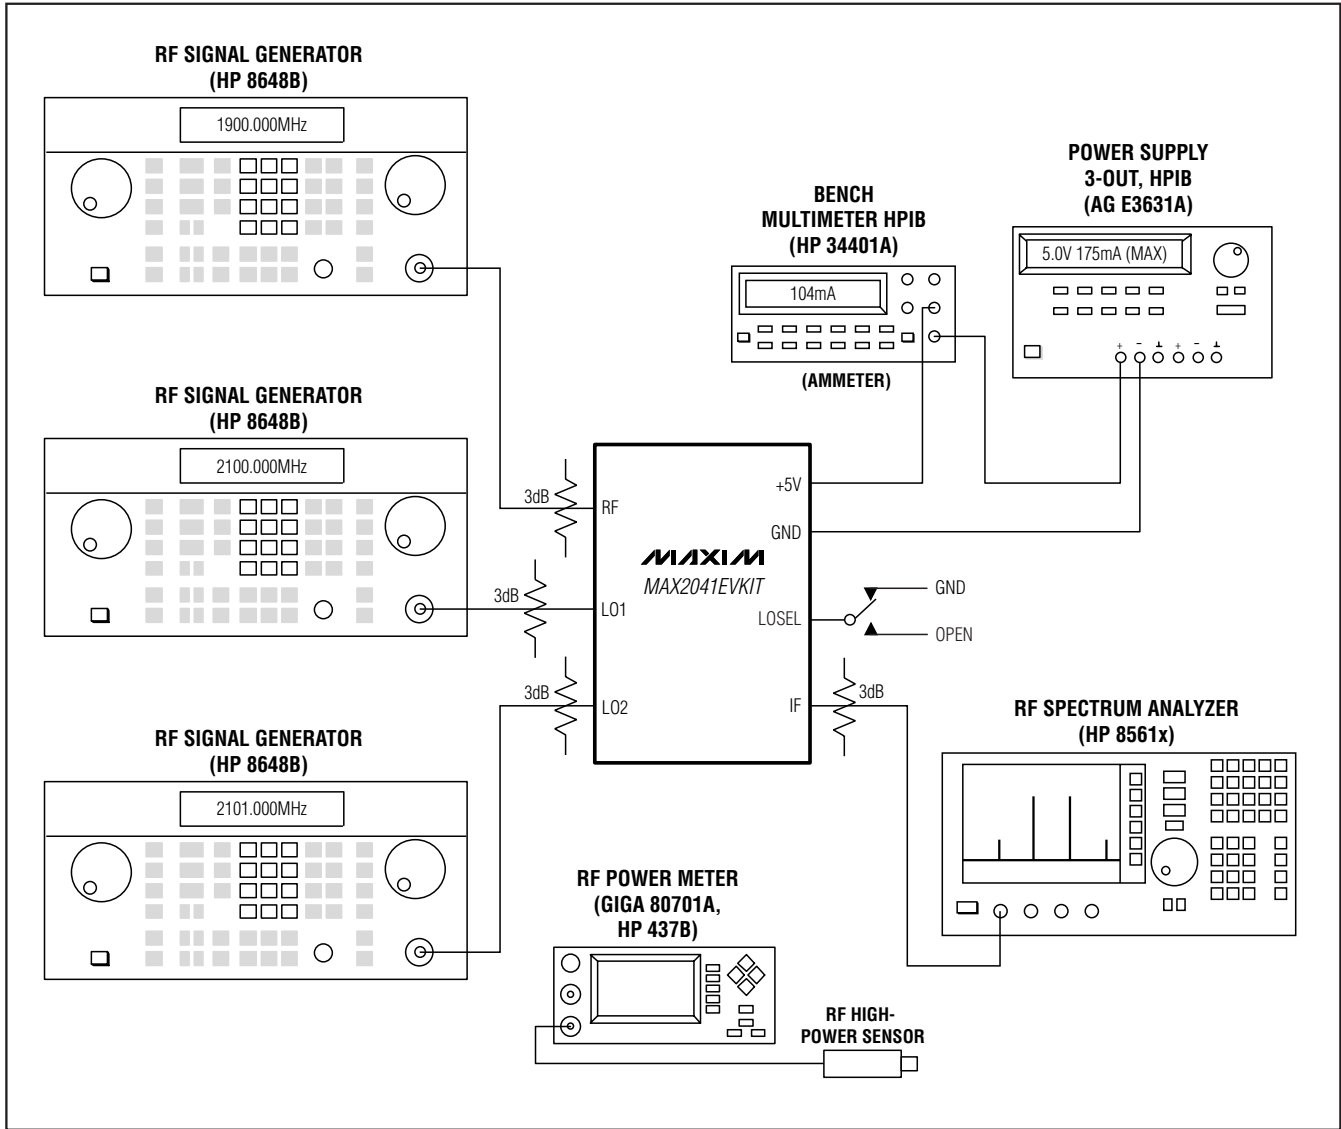 RF SIGNAL GENERATOR
(HP 8648B)
1900.000MHz
POWER SUPPLY
3-OUT, HPIB
(AG E3631A)
5.0V 175mA (MAX)
+ - ⊥ + - ⊥
BENCH
MULTIMETER HPIB
(HP 34401A)
104mA
(AMMETER)
RF SIGNAL GENERATOR
(HP 8648B)
2100.000MHz
3dB
RF
+5V
GND
MAXIM
MAX2041EVKIT
3dB
LO1
LOSEL
GND
OPEN
3dB
LO2
IF
3dB
RF SIGNAL GENERATOR
(HP 8648B)
2101.000MHz
RF SPECTRUM ANALYZER
(HP 8561x)
RF POWER METER
(GIGA 80701A,
HP 437B)
RF HIGH-
POWER SENSOR